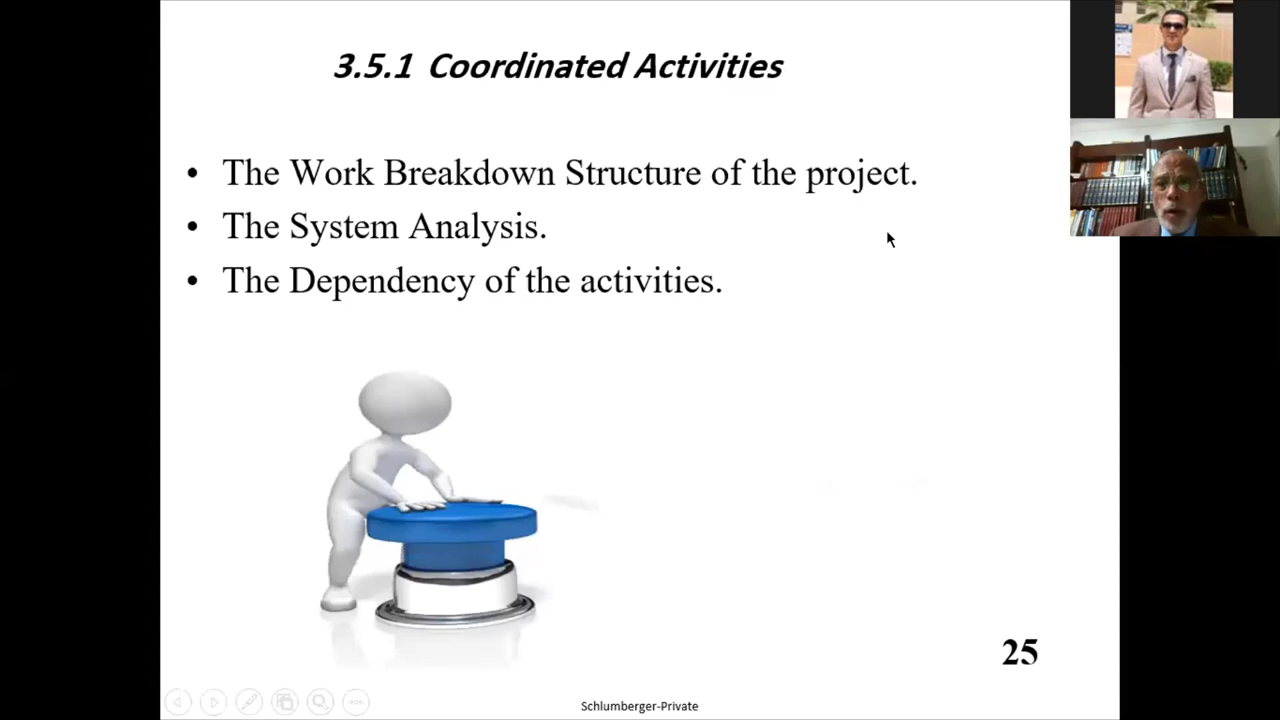 3.5.1 Coordinated Activities
• The Work Breakdown Structure of the project.
• The System Analysis.
• The Dependency of the activities.
25
Schlumberger-Private